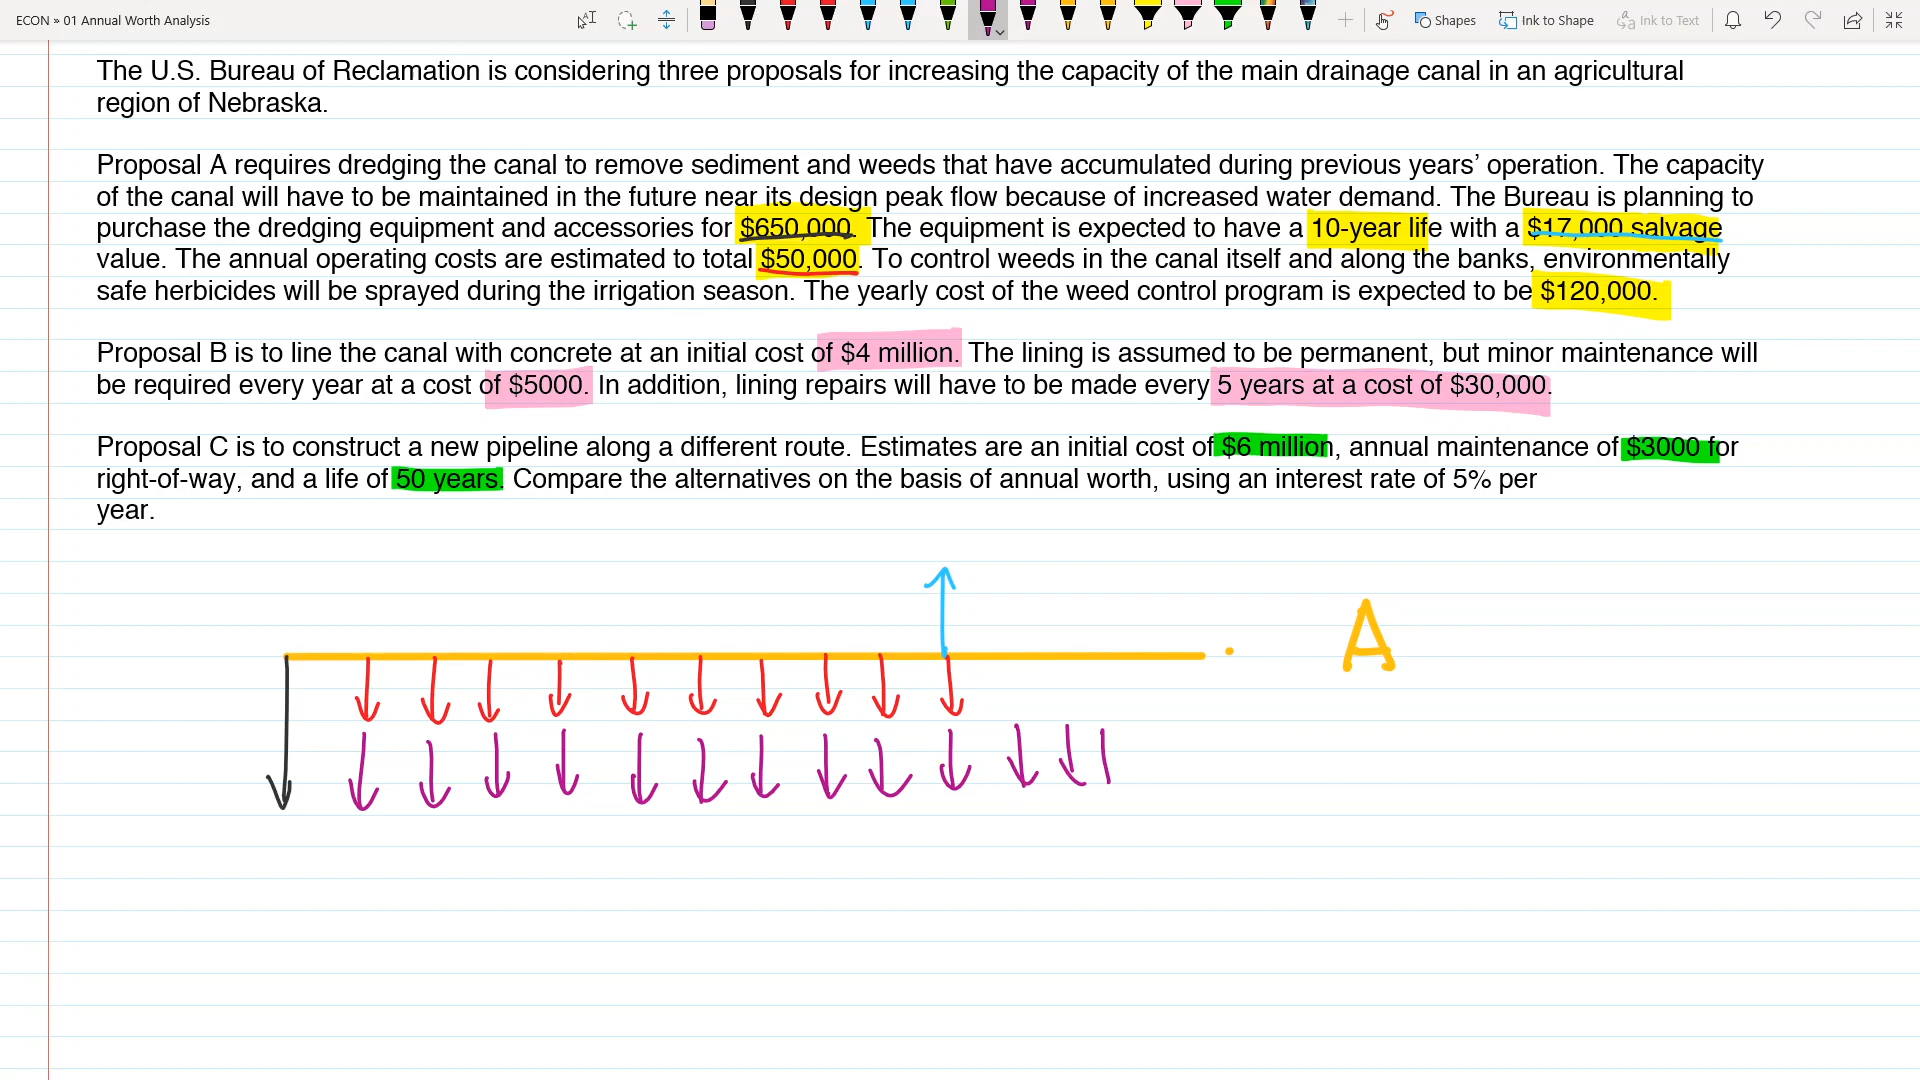 ECON » 01 Annual Worth Analysis
Shapes
Ink to Shape
Ink to Text
The U.S. Bureau of Reclamation is considering three proposals for increasing the capacity of the main drainage canal in an agricultural
region of Nebraska.
Proposal A requires dredging the canal to remove sediment and weeds that have accumulated during previous years’ operation. The capacity
of the canal will have to be maintained in the future near its design peak flow because of increased water demand. The Bureau is planning to
purchase the dredging equipment and accessories for $650,000. The equipment is expected to have a 10-year life with a $17,000 salvage
value. The annual operating costs are estimated to total $50,000. To control weeds in the canal itself and along the banks, environmentally
safe herbicides will be sprayed during the irrigation season. The yearly cost of the weed control program is expected to be $120,000.
Proposal B is to line the canal with concrete at an initial cost of $4 million. The lining is assumed to be permanent, but minor maintenance will
be required every year at a cost of $5000. In addition, lining repairs will have to be made every 5 years at a cost of $30,000.
Proposal C is to construct a new pipeline along a different route. Estimates are an initial cost of $6 million, annual maintenance of $3000 for
right-of-way, and a life of 50 years. Compare the alternatives on the basis of annual worth, using an interest rate of 5% per
year.
A